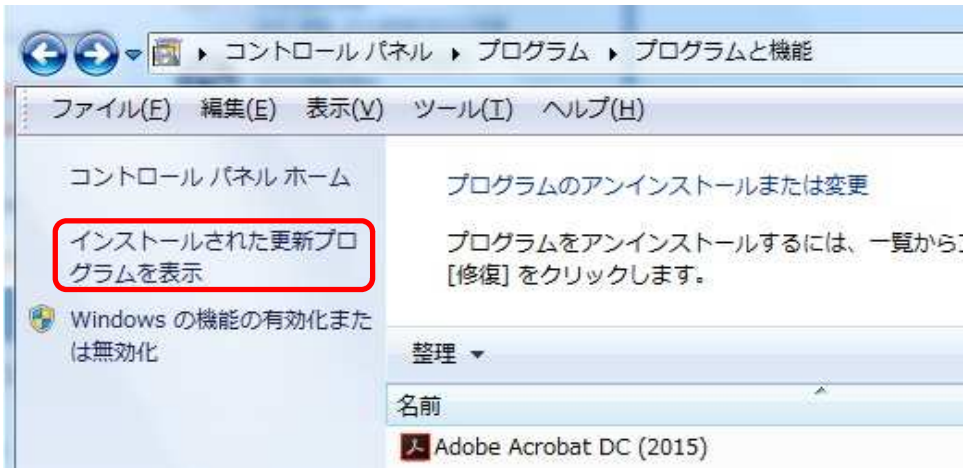 コントロール パネル ▸ プログラム ▸ プログラムと機能
ファイル(F) 編集(E) 表示(V) ツール(T) ヘルプ(H)
コントロール パネル ホーム
インストールされた更新プロ
グラムを表示
Windows の機能の有効化また
は無効化
プログラムのアンインストールまたは変更
プログラムをアンインストールするには、一覧から
[修復] をクリックします。
整理
名前
Adobe Acrobat DC (2015)